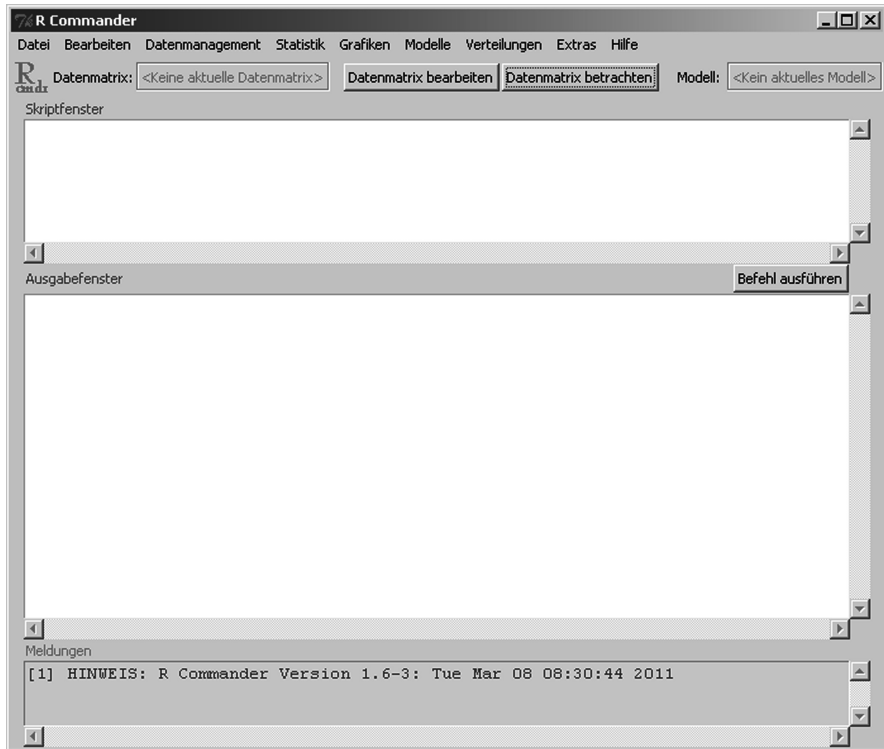 R Commander
Datei Bearbeiten Datenmanagement Statistik Grafiken Modelle Verteilungen Extras Hilfe
R cmdr Datenmatrix: <Keine aktuelle Datenmatrix> Datenmatrix bearbeiten Datenmatrix betrachten Modell: <Kein aktuelles Modell>
Skriptfenster
Ausgabefenster Befehl ausführen
Meldungen
[1] HINWEIS: R Commander Version 1.6-3: Tue Mar 08 08:30:44 2011